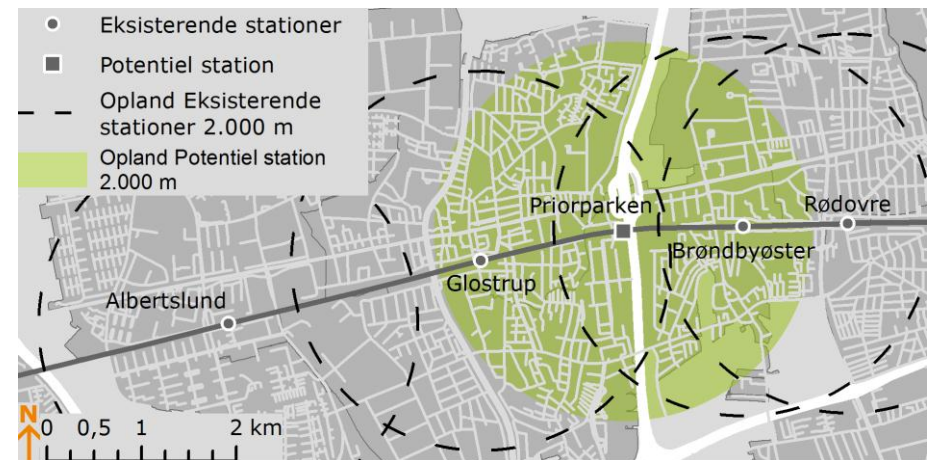 Eksisterende stationer
Potentiel station
Opland Eksisterende
stationer 2.000 m
Opland Potentiel station
2.000 m
Priorparken
Rødovre
Brøndbyøster
Glostrup
Albertslund
N
0 0,5 1 2 km